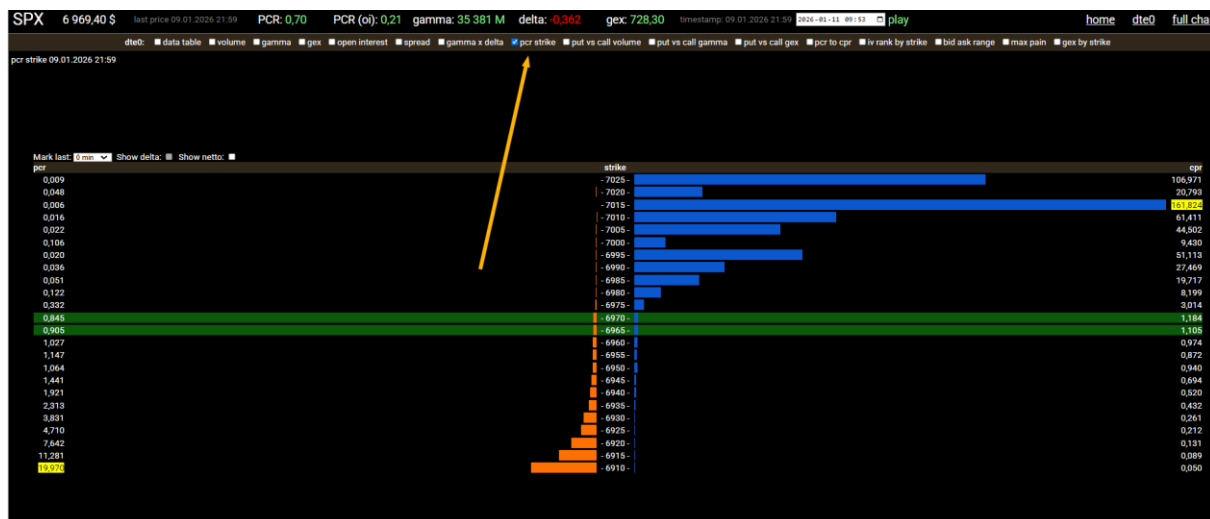 SPX 6 969,40 $ last price 09.01.2026 21:59 PCR: 0,70 PCR (oi): 0,21 gamma: 35 381 M delta: -0,362 gex: 728,30 timestamp: 09.01.2026 21:59 2026-01-11 09:53 play home dte0 full cha
dte0: data table volume gamma gex open interest spread gamma x delta pcr strike put vs call volume put vs call gamma put vs call gex pcr to cpr iv rank by strike bid ask range max pain gex by strike
pcr strike 09.01.2026 21:59
Mark last: 0 min Show delta: Show netto:
pcr strike cpr
0,009 - 7025 - 106,971
0,048 - 7020 - 20,793
0,006 - 7015 - 161,824
0,016 - 7010 - 61,411
0,022 - 7005 - 44,502
0,106 - 7000 - 9,430
0,020 - 6995 - 51,113
0,036 - 6990 - 27,469
0,051 - 6985 - 19,717
0,122 - 6980 - 8,199
0,332 - 6975 - 3,014
0,845 - 6970 - 1,184
0,905 - 6965 - 1,105
1,027 - 6960 - 0,974
1,147 - 6955 - 0,872
1,064 - 6950 - 0,940
1,441 - 6945 - 0,694
1,921 - 6940 - 0,520
2,313 - 6935 - 0,432
3,831 - 6930 - 0,261
4,710 - 6925 - 0,212
7,642 - 6920 - 0,131
11,281 - 6915 - 0,089
19,970 - 6910 - 0,050